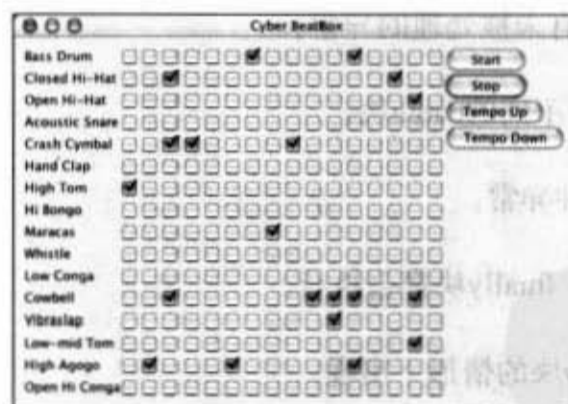 Cyber BeatBox
Bass Drum
Closed Hi-Hat
Open Hi-Hat
Acoustic Snare
Crash Cymbal
Hand Clap
High Tom
Hi Bongo
Maracas
Whistle
Low Conga
Cowbell
Vibraslap
Low-mid Tom
High Agogo
Open Hi Conga
Start
Stop
Tempo Up
Tempo Down